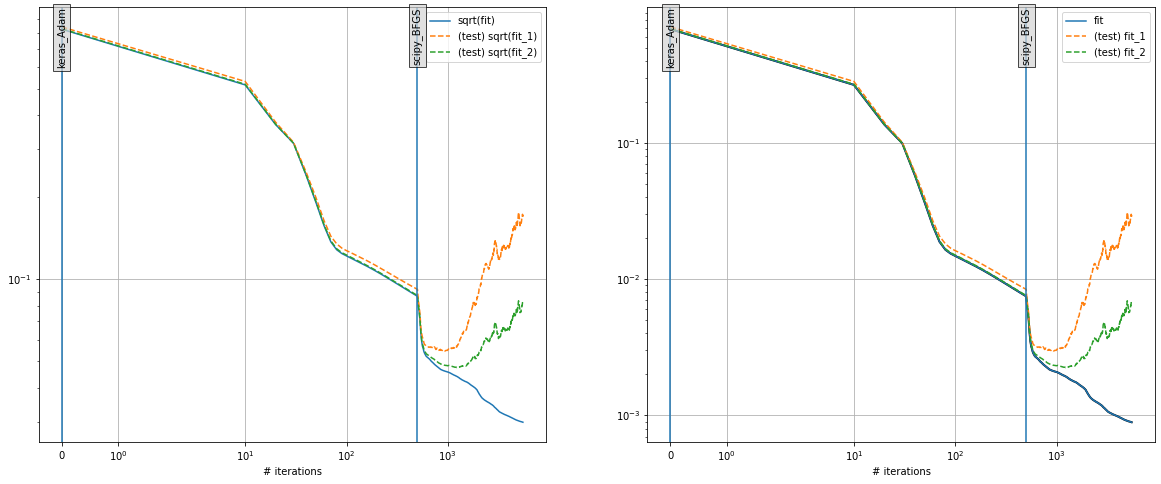 keras_Adam
scipy_BFGS
sqrt(fit)
(test) sqrt(fit_1)
(test) sqrt(fit_2)
10⁻¹
0
10⁰
10¹
10²
10³
# iterations
keras_Adam
scipy_BFGS
fit
(test) fit_1
(test) fit_2
10⁻¹
10⁻²
10⁻³
0
10⁰
10¹
10²
10³
# iterations